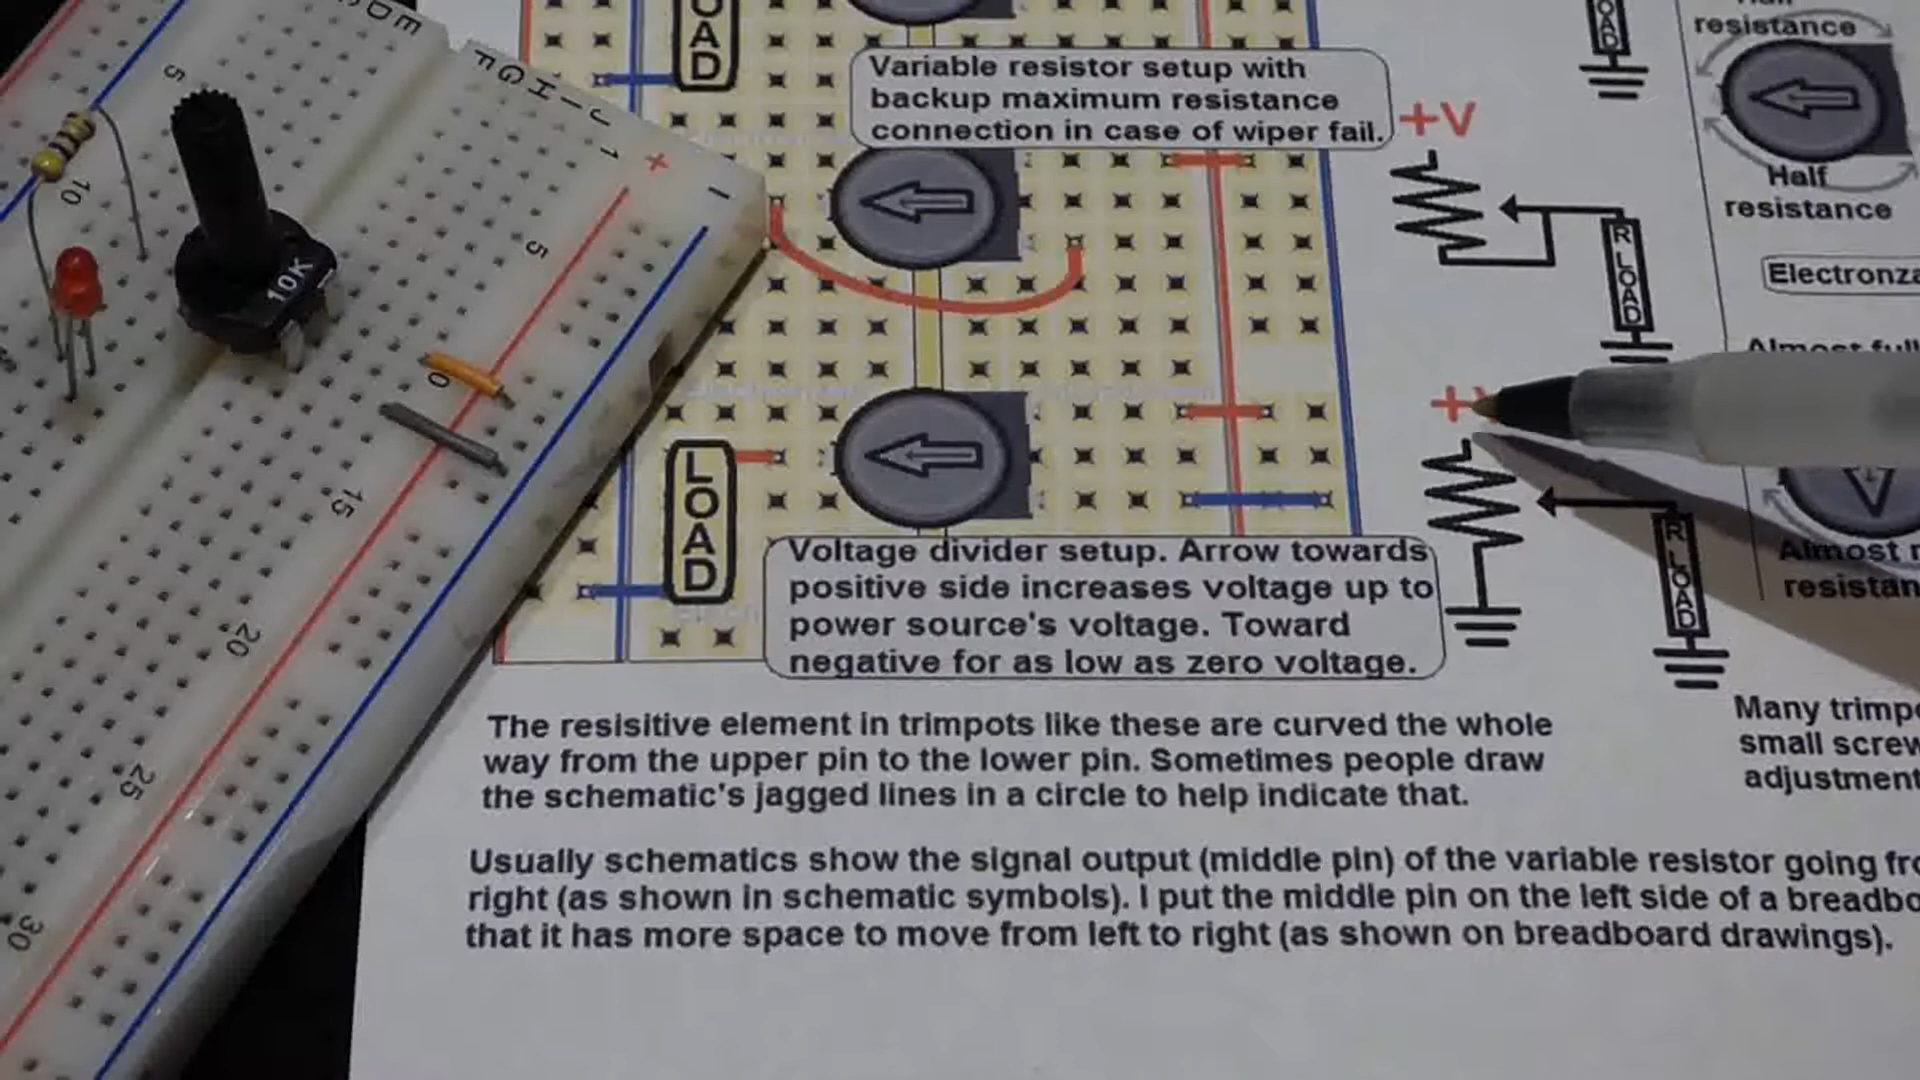 E
D
F
G
H
I
J
1
+
−
5
10
10K
5
15
20
25
30
LOAD
Variable resistor setup with
backup maximum resistance
connection in case of wiper fail.
+V
R LOAD
LOAD
resistance
Half
resistance
Electronza
LOAD
Voltage divider setup. Arrow towards
positive side increases voltage up to
power source's voltage. Toward
negative for as low as zero voltage.
+
R LOAD
Almost
resistan
The resisitive element in trimpots like these are curved the whole
way from the upper pin to the lower pin. Sometimes people draw
the schematic's jagged lines in a circle to help indicate that.
Many trimp
small screw
adjustment
Usually schematics show the signal output (middle pin) of the variable resistor going fro
right (as shown in schematic symbols). I put the middle pin on the left side of a breadbo
that it has more space to move from left to right (as shown on breadboard drawings).